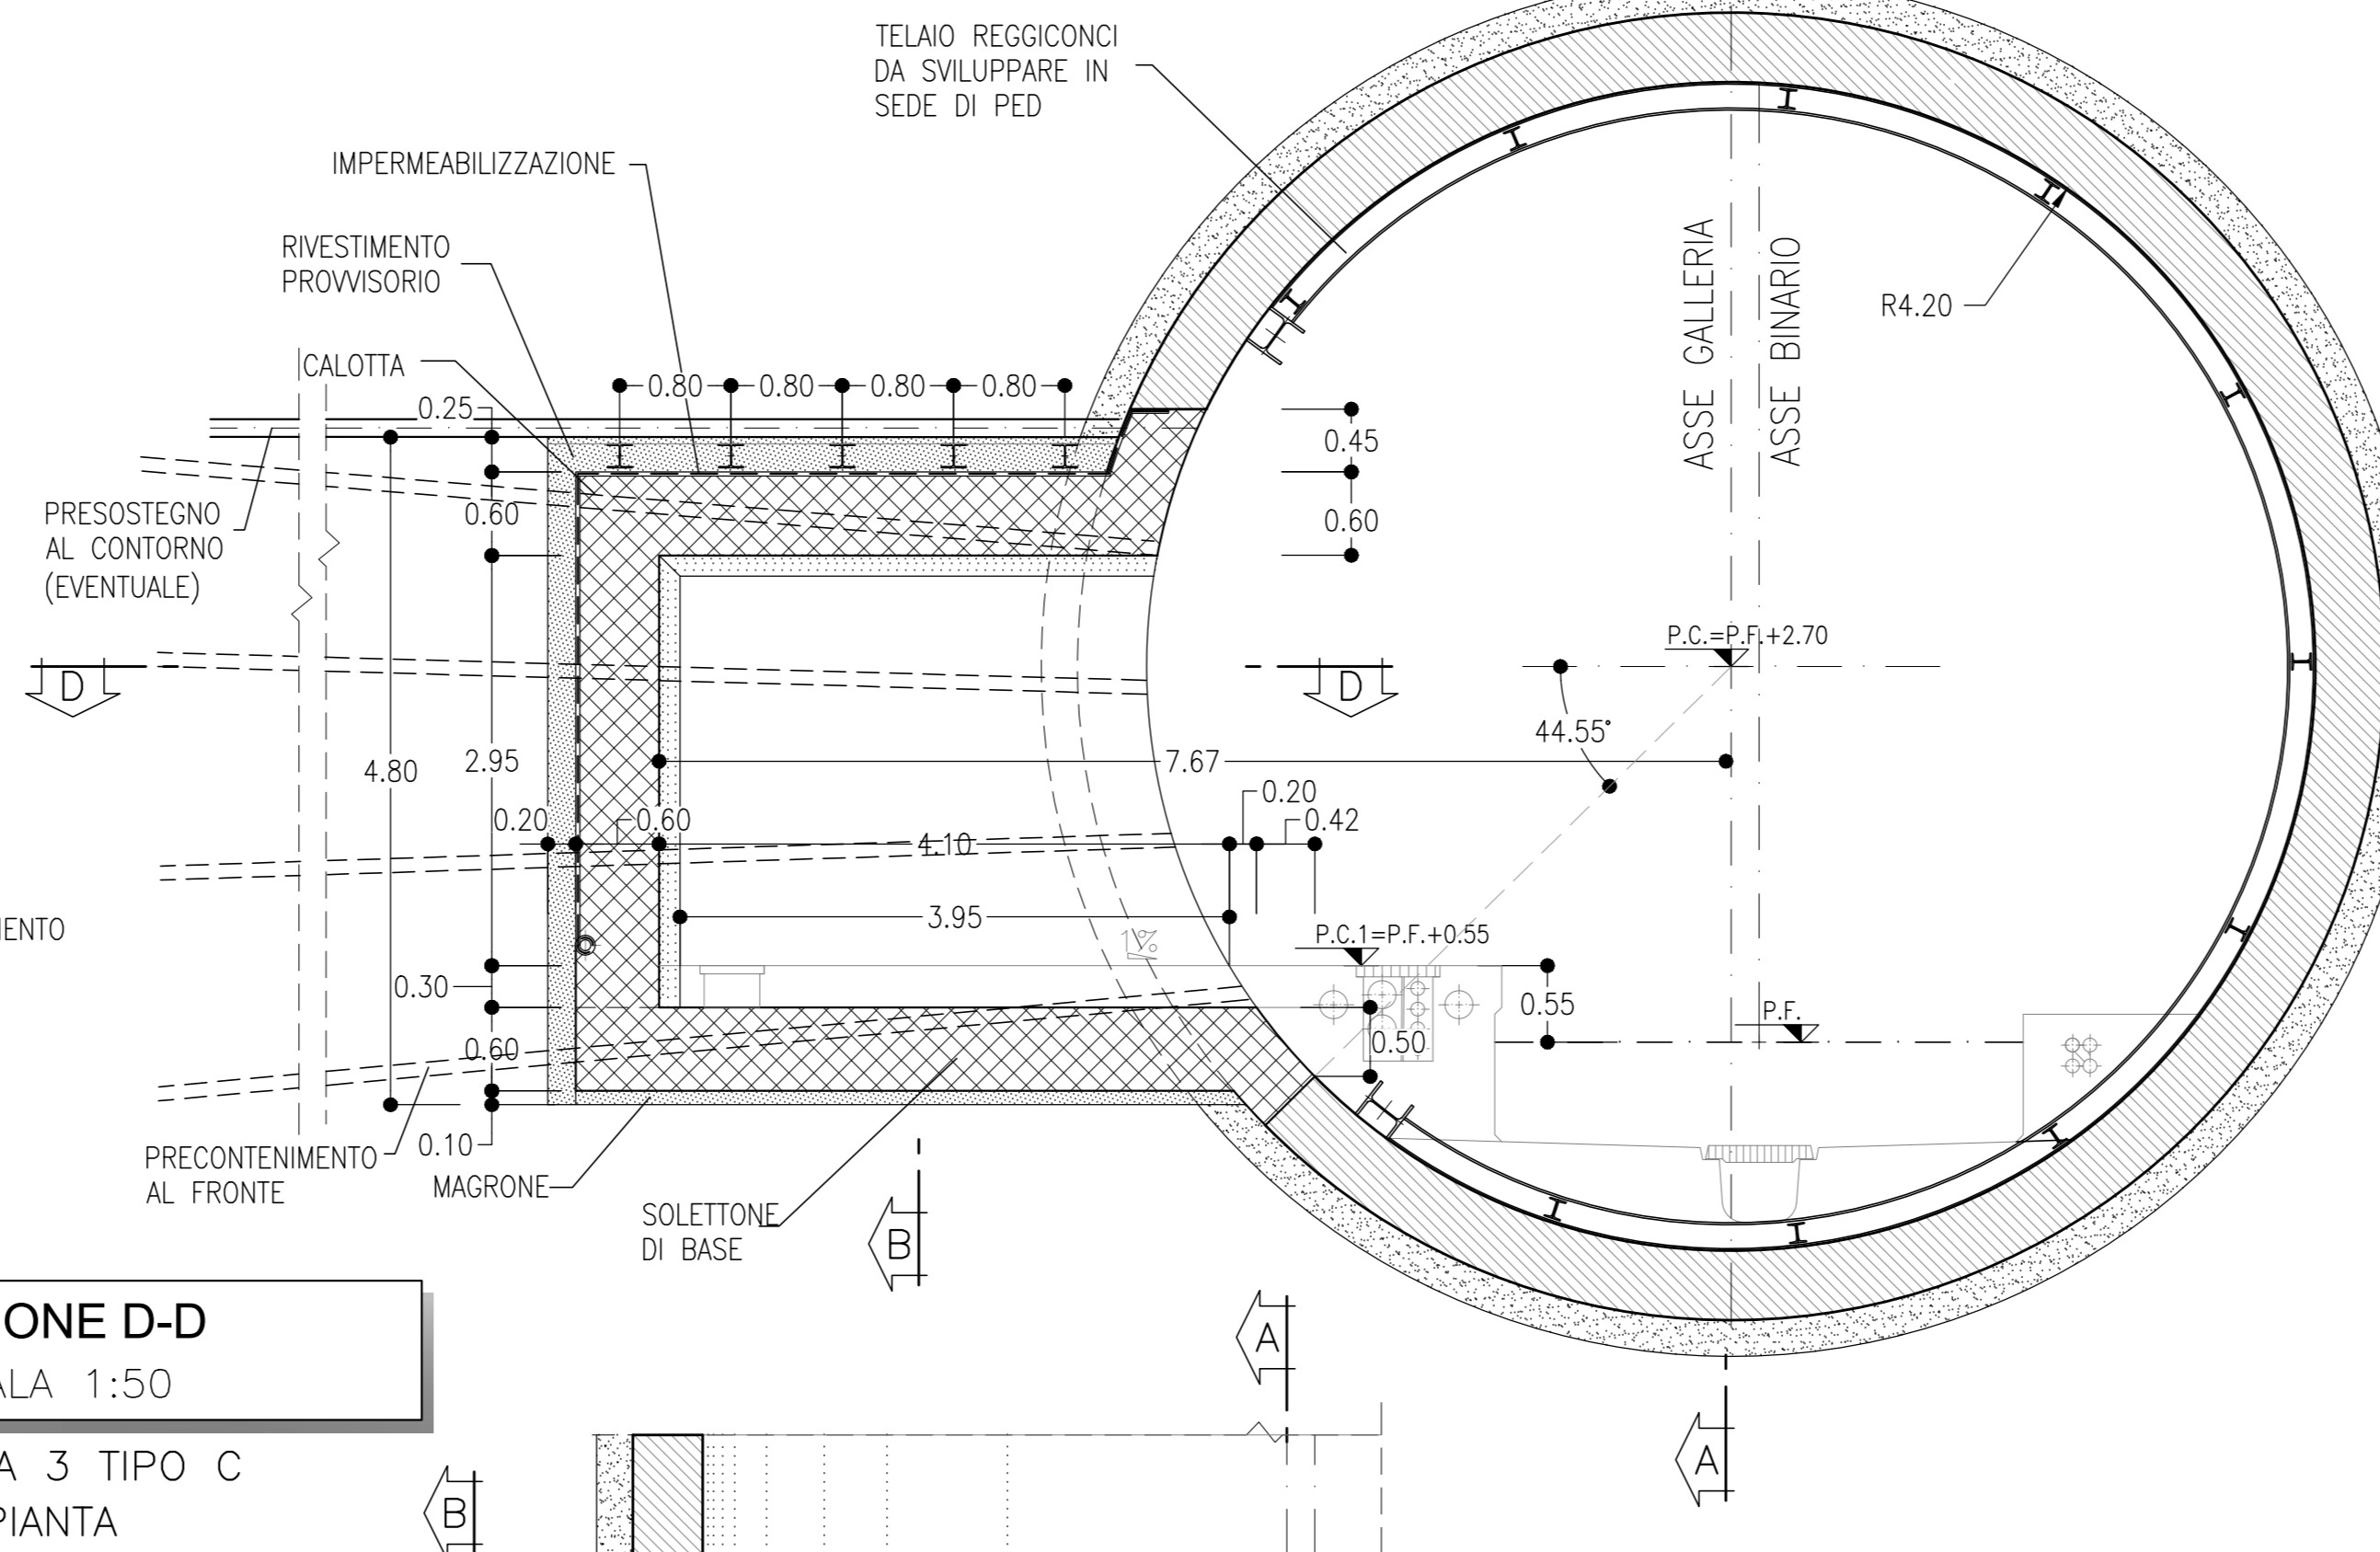 TELAIO REGGICONCI
DA SVILUPPARE IN
SEDE DI PED
IMPERMEABILIZZAZIONE
RIVESTIMENTO
PROVVISORIO
CALOTTA
PRESOSTEGNO
AL CONTORNO
(EVENTUALE)
0.80
0.80
0.80
0.80
0.25
0.60
4.80
2.95
0.20
0.60
4.10
3.95
0.30
0.60
0.10
7.67
0.20
0.42
0.45
0.60
D
D
ASSE GALLERIA
ASSE BINARIO
R4.20
P.C.=P.F.+2.70
44.55°
P.C.1=P.F.+0.55
1%
0.55
0.50
P.F.
IENTO
PRECONTENIMENTO
AL FRONTE
MAGRONE
SOLETTONE
DI BASE
B
A
A
B
ONE D-D
ALA 1:50
A 3 TIPO C
PIANTA